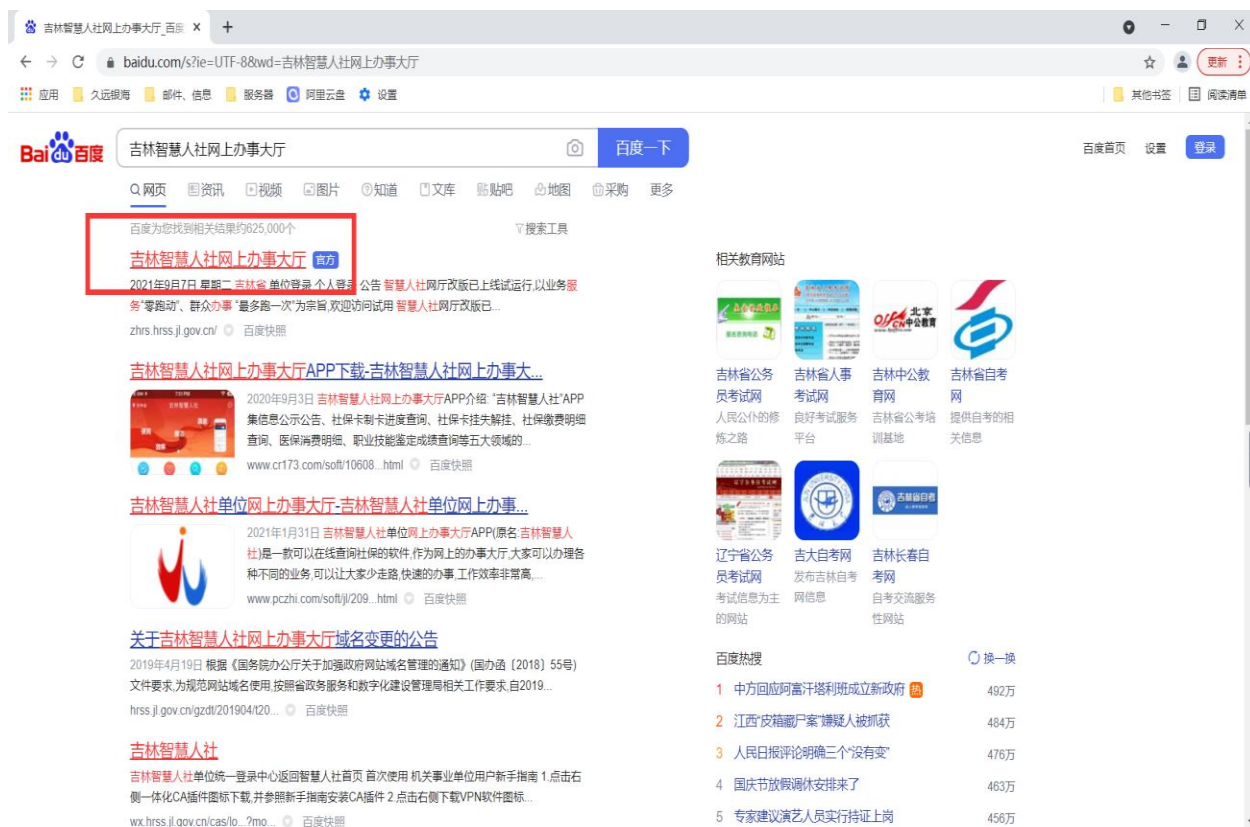 吉林智慧人社网上办事大厅_百度
baidu.com/s?ie=UTF-8&wd=吉林智慧人社网上办事大厅
更新
应用 久远银海 邮件、信息 服务器 阿里云盘 设置
其他书签 阅读清单
Bai du 百度
吉林智慧人社网上办事大厅
百度一下
百度首页 设置 登录
网页 资讯 视频 图片 知道 文库 贴吧 地图 采购 更多
百度为您找到相关结果约625,000个
搜索工具
吉林智慧人社网上办事大厅 官方
2021年9月7日 星期二 吉林省 单位登录 个人登录 公告 智慧人社网厅改版已上线试运行,以业务服
务“零跑动”、群众办事 “最多跑一次”为宗旨,欢迎访问试用 智慧人社网厅改版已...
zhrs.hrss.jl.gov.cn/ 百度快照
吉林智慧人社网上办事大厅APP下载-吉林智慧人社网上办事大...
2020年9月3日 吉林智慧人社网上办事大厅APP介绍: “吉林智慧人社”APP
集信息公示公告、社保卡制卡进度查询、社保卡挂失解挂、社保缴费明细
查询、医保消费明细、职业技能鉴定成绩查询等五大领域的...
www.cr173.com/soft/10608...html 百度快照
吉林智慧人社单位网上办事大厅-吉林智慧人社单位网上办事...
2021年1月31日 吉林智慧人社单位网上办事大厅APP(原名:吉林智慧人
社)是一款可以在线查询社保的软件,作为网上的办事大厅,大家可以办理各
种不同的业务,可以让大家少走路,快速的办事,工作效率非常高,...
www.pczhi.com/soft/jl/209...html 百度快照
关于吉林智慧人社网上办事大厅域名变更的公告
2019年4月19日 根据《国务院办公厅关于加强政府网站域名管理的通知》(国办函〔2018〕55号)
文件要求,为规范网站域名使用,按照省政务服务和数字化建设管理局相关工作要求,自2019...
hrss.jl.gov.cn/gzdt/201904/t20... 百度快照
吉林智慧人社
吉林智慧人社单位统一登录中心返回智慧人社首页 首次使用 机关事业单位用户新手指南 1.点击右
侧一体化CA插件图标下载,并参照新手指南安装CA插件 2.点击右侧下载VPN软件图标...
wx.hrss.jl.gov.cn/cas/lo...?mo... 百度快照
相关教育网站
北京
中公教育
吉林省公务 吉林省人事 吉林中公教 吉林省自考
员考试网 考试网 育网 网
人民公仆的修 良好考试服务 吉林省公考培 提供自考的相
炼之路 平台 训基地 关信息
吉林省自考
辽宁省公务 吉大自考网 吉林长春自
员考试网 发布吉林自考 考网
考试信息为主 网信息 自考交流服务
的网站 性网站
百度热搜 换一换
1 中方回应阿富汗塔利班成立新政府 热 492万
2 江西“皮箱藏尸案”嫌疑人被抓获 484万
3 人民日报评论明确三个“没有变” 476万
4 国庆节放假调休安排来了 463万
5 专家建议演艺人员实行持证上岗 456万